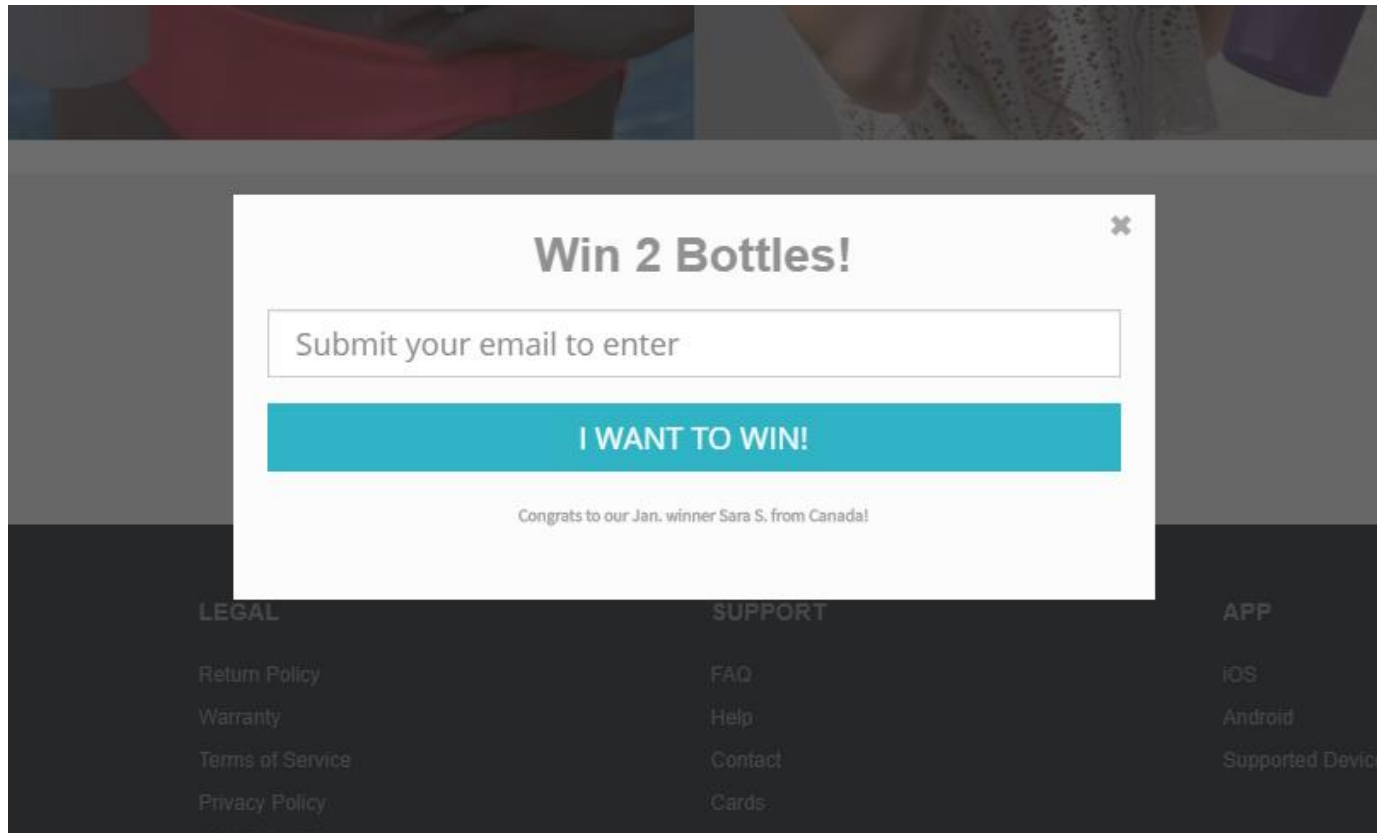 Win 2 Bottles!
Submit your email to enter
I WANT TO WIN!
Congrats to our Jan. winner Sara S. from Canada!
LEGAL
Return Policy
Warranty
Terms of Service
Privacy Policy
SUPPORT
FAQ
Help
Contact
Cards
APP
iOS
Android
Supported